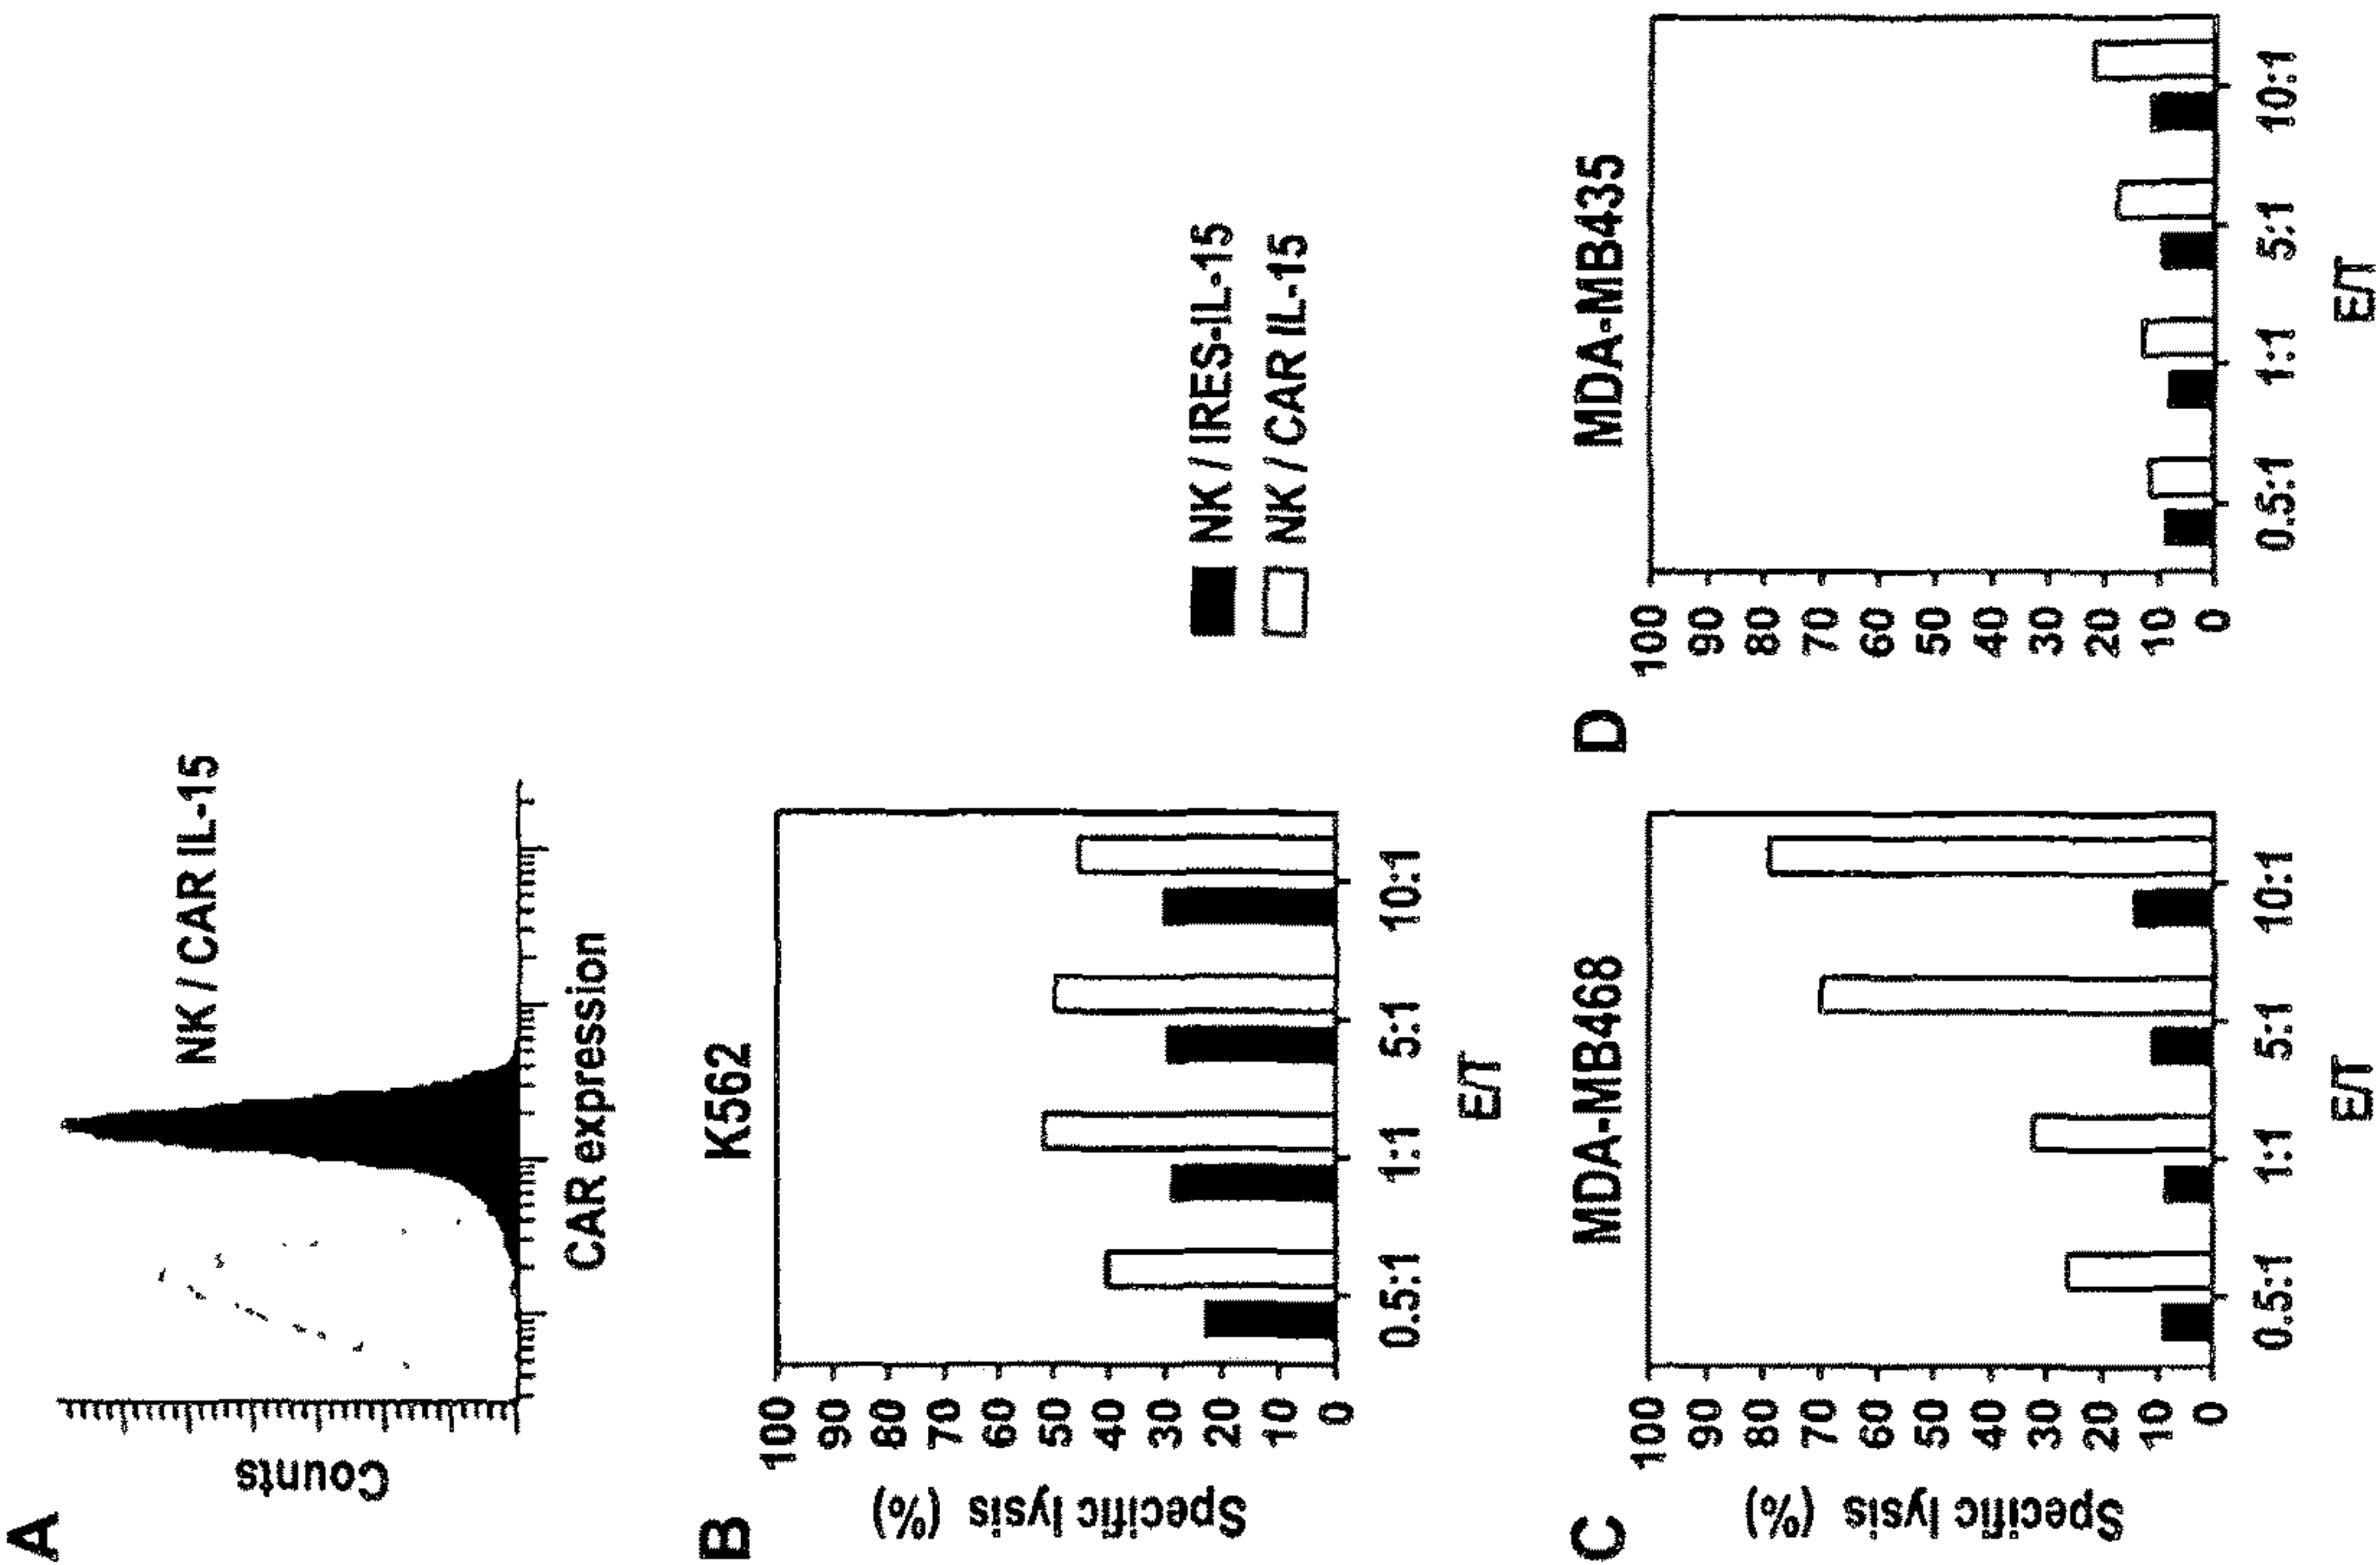 A
NK / CAR IL-15
Counts
CAR expression
B
K562
Specific lysis (%)
100
90
80
70
60
50
40
30
20
10
0
0.5:1
1:1
5:1
10:1
E/T
NK / IRES-IL-15
NK / CAR IL-15
C
MDA-MB468
Specific lysis (%)
100
90
80
70
60
50
40
30
20
10
0
0.5:1
1:1
5:1
10:1
E/T
D
MDA-MB435
100
90
80
70
60
50
40
30
20
10
0
0.5:1
1:1
5:1
10:1
E/T